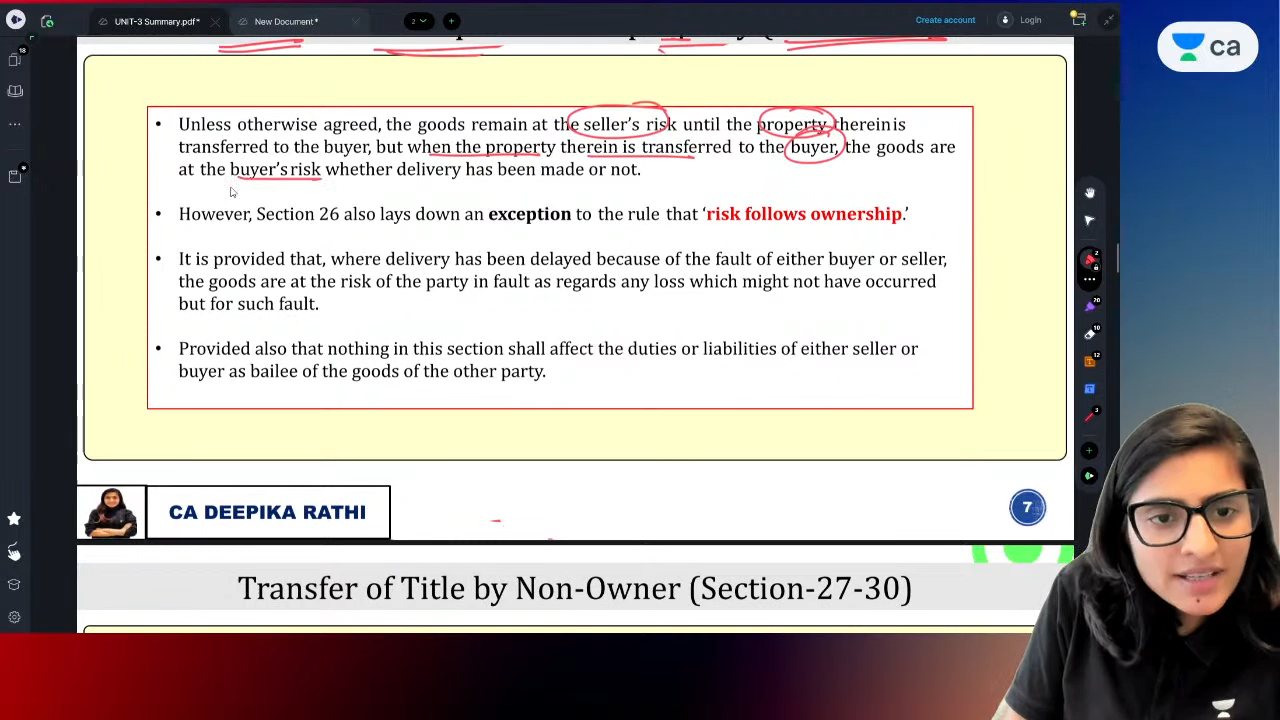 UNIT-3 Summary.pdf*
New Document*
2
Create account
Login
ca
18
• Unless otherwise agreed, the goods remain at the seller's risk until the property therein is
transferred to the buyer, but when the property therein is transferred to the buyer, the goods are
at the buyer's risk whether delivery has been made or not.
• However, Section 26 also lays down an exception to the rule that 'risk follows ownership.'
• It is provided that, where delivery has been delayed because of the fault of either buyer or seller,
the goods are at the risk of the party in fault as regards any loss which might not have occurred
but for such fault.
• Provided also that nothing in this section shall affect the duties or liabilities of either seller or
buyer as bailee of the goods of the other party.
2
20
10
12
3
CA DEEPIKA RATHI
7
Transfer of Title by Non-Owner (Section-27-30)